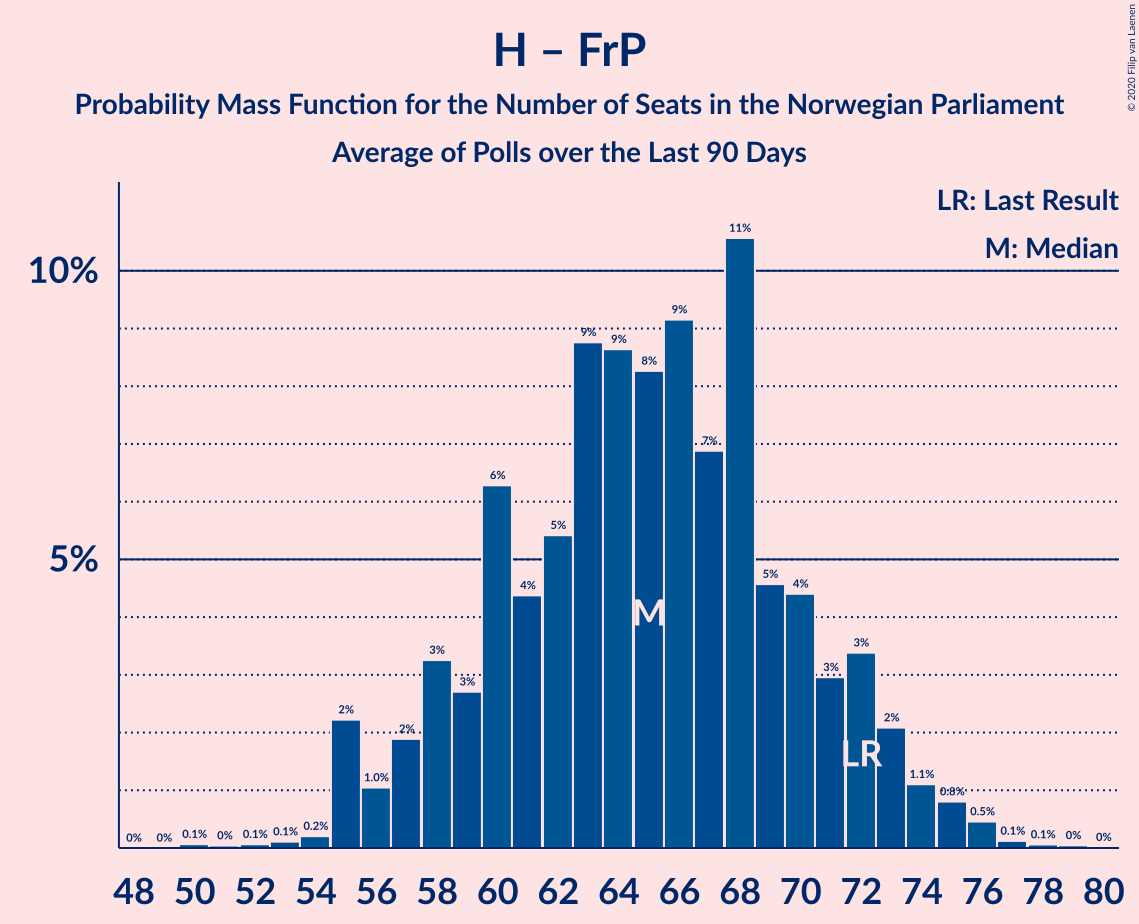 H – FrP
Probability Mass Function for the Number of Seats in the Norwegian Parliament
Average of Polls over the Last 90 Days
© 2020 Filip van Laenen
LR: Last Result
M: Median
10%
5%
0% 0% 0.1% 0% 0.1% 0.1% 0.2% 2% 1.0% 2% 3% 3% 6% 4% 5% 9% 9% 8% 9% 7% 11% 5% 4% 3% 3% 2% 1.1% 0.8% 0.5% 0.1% 0.1% 0% 0%
M
LR
48 50 52 54 56 58 60 62 64 66 68 70 72 74 76 78 80